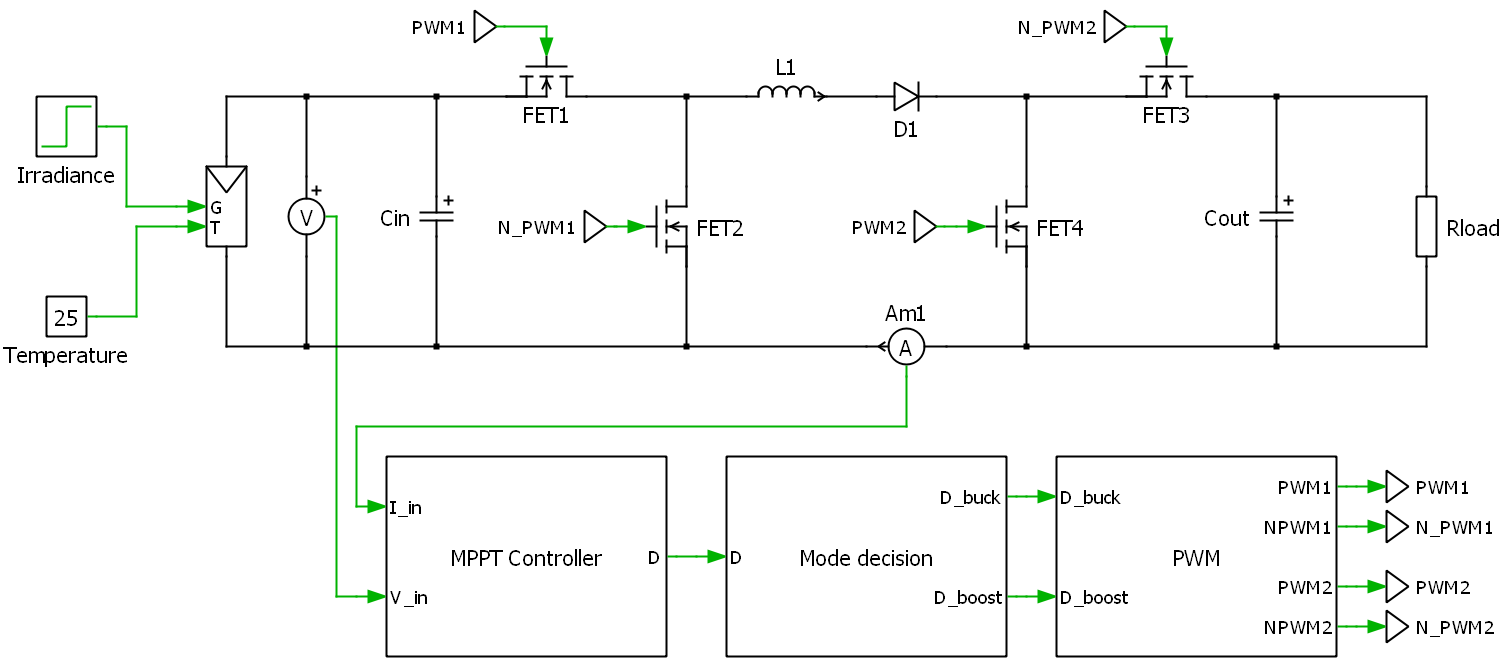 PWM1
N_PWM2
L1
FET1
D1
FET3
Irradiance
G
T
+
V
Cin
+
N_PWM1
FET2
PWM2
FET4
Cout
+
Rload
25
Temperature
Am1
A
I_in
V_in
MPPT Controller
D
D
Mode decision
D_buck
D_boost
D_buck
D_boost
PWM
PWM1
NPWM1
PWM2
NPWM2
PWM1
N_PWM1
PWM2
N_PWM2